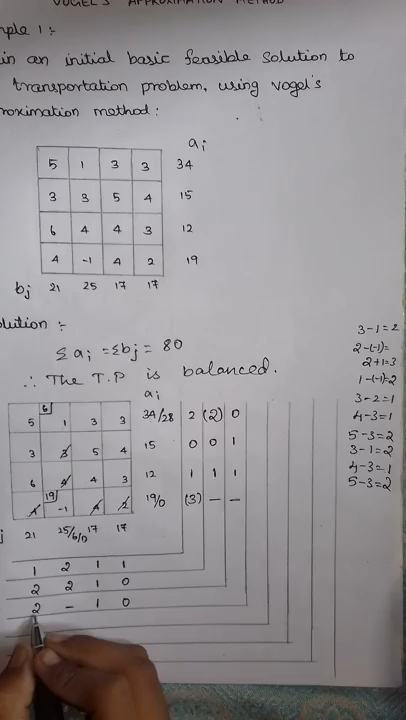 VOGEL'S APPROXIMATION METHOD
mple 1:-
in an initial basic feasible solution to
transportation problem, using vogel's
roximation method:
ai
5 1 3 3 34
3 3 5 4 15
6 4 4 3 12
4 -1 4 2 19
bj 21 25 17 17
lution :-
Σai = Σbj = 80
∴ The T.P is balanced.
ai
6
5 1 3 3 34/28 2 (2) 0
3 3 5 4 15 0 0 1
6 4 4 3 12 1 1 1
19
4 -1 4 2 19/0 (3) - -
j 21 25/6/0 17 17
1 2 1 1
2 2 1 0
2 - 1 0
3-1=2
2-(-1)=
2+1=3
1-(-1)=2
3-2=1
4-3=1
5-3=2
3-1=2
4-3=1
5-3=2